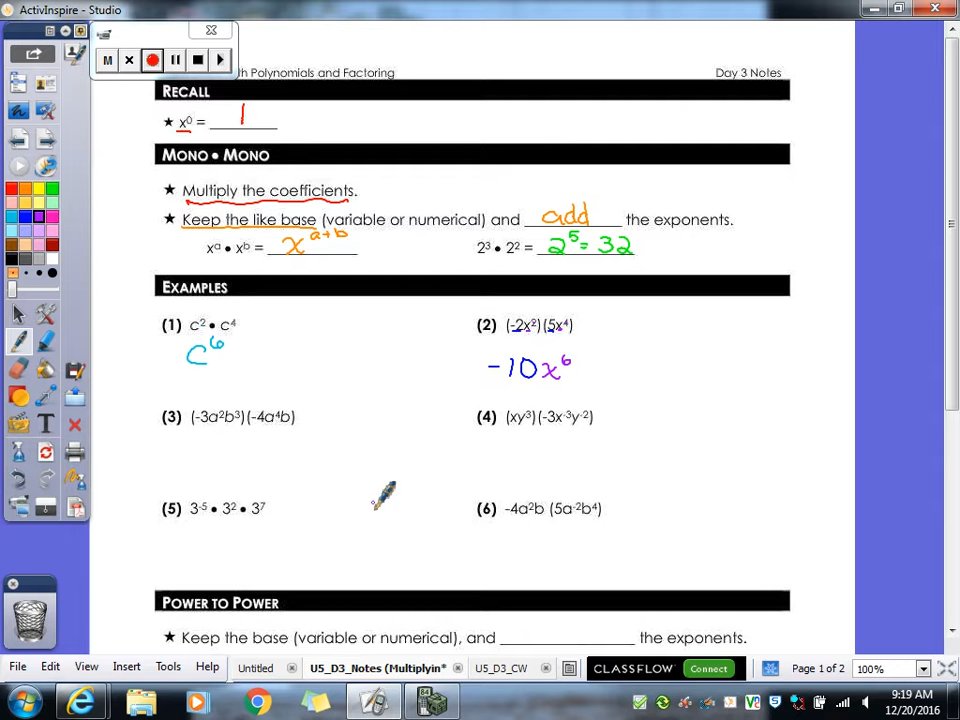 ActivInspire - Studio
th Polynomials and Factoring Day 3 Notes
RECALL
★ x⁰ = 1
MONO • MONO
★ Multiply the coefficients.
★ Keep the like base (variable or numerical) and add the exponents.
xᵃ • xᵇ = xᵃ⁺ᵇ 2³ • 2² = 2⁵ = 32
EXAMPLES
(1) c² • c⁴ (2) (-2x²)(5x⁴)
c⁶ -10x⁶
(3) (-3a²b³)(-4a⁴b) (4) (xy³)(-3x⁻³y⁻²)
(5) 3⁻⁵ • 3² • 3⁷ (6) -4a²b (5a⁻²b⁴)
POWER TO POWER
★ Keep the base (variable or numerical), and ____________ the exponents.
File Edit View Insert Tools Help Untitled U5_D3_Notes (Multiplyin* U5_D3_CW CLASSFLOW Connect Page 1 of 2 100%
9:19 AM
12/20/2016